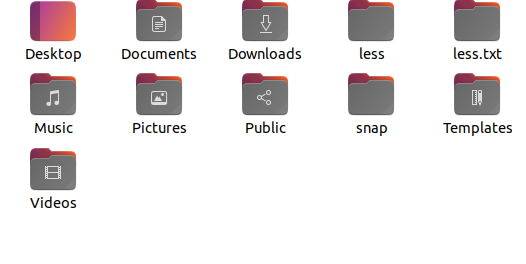 Desktop
Documents
Downloads
less
less.txt
Music
Pictures
Public
snap
Templates
Videos